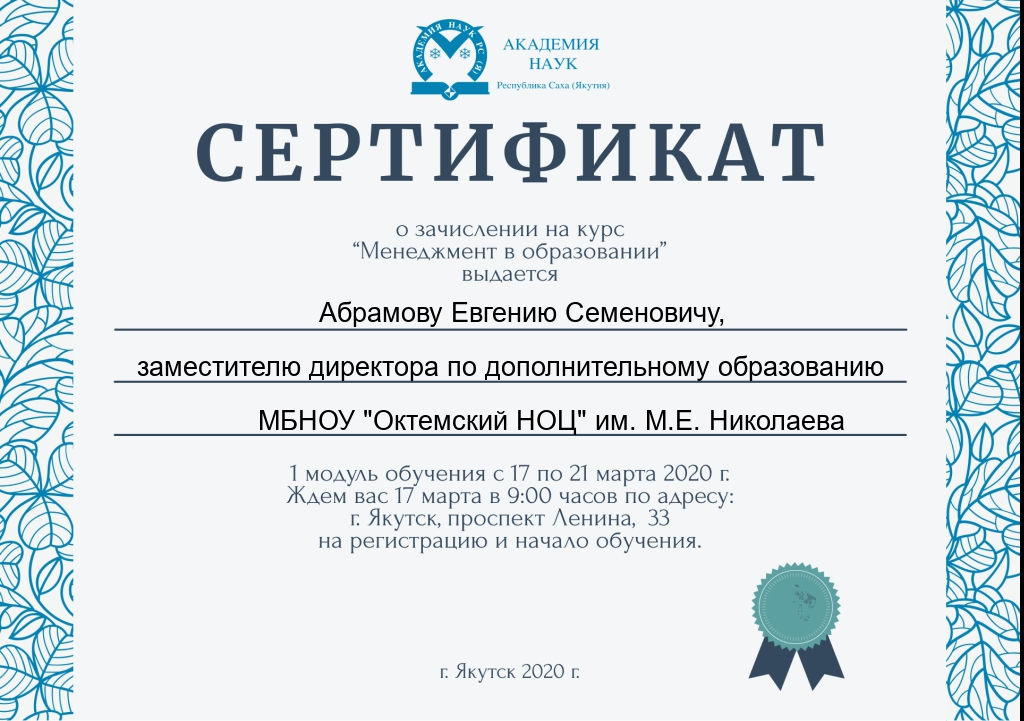 АКАДЕМИЯ НАУК РС (Я)
АКАДЕМИЯ
НАУК
Республика Саха (Якутия)
СЕРТИФИКАТ
о зачислении на курс
“Менеджмент в образовании”
выдается
Абрамову Евгению Семеновичу,
заместителю директора по дополнительному образованию
МБНОУ "Октемский НОЦ" им. М.Е. Николаева
1 модуль обучения с 17 по 21 марта 2020 г.
Ждем вас 17 марта в 9:00 часов по адресу:
г. Якутск, проспект Ленина, 33
на регистрацию и начало обучения.
г. Якутск 2020 г.